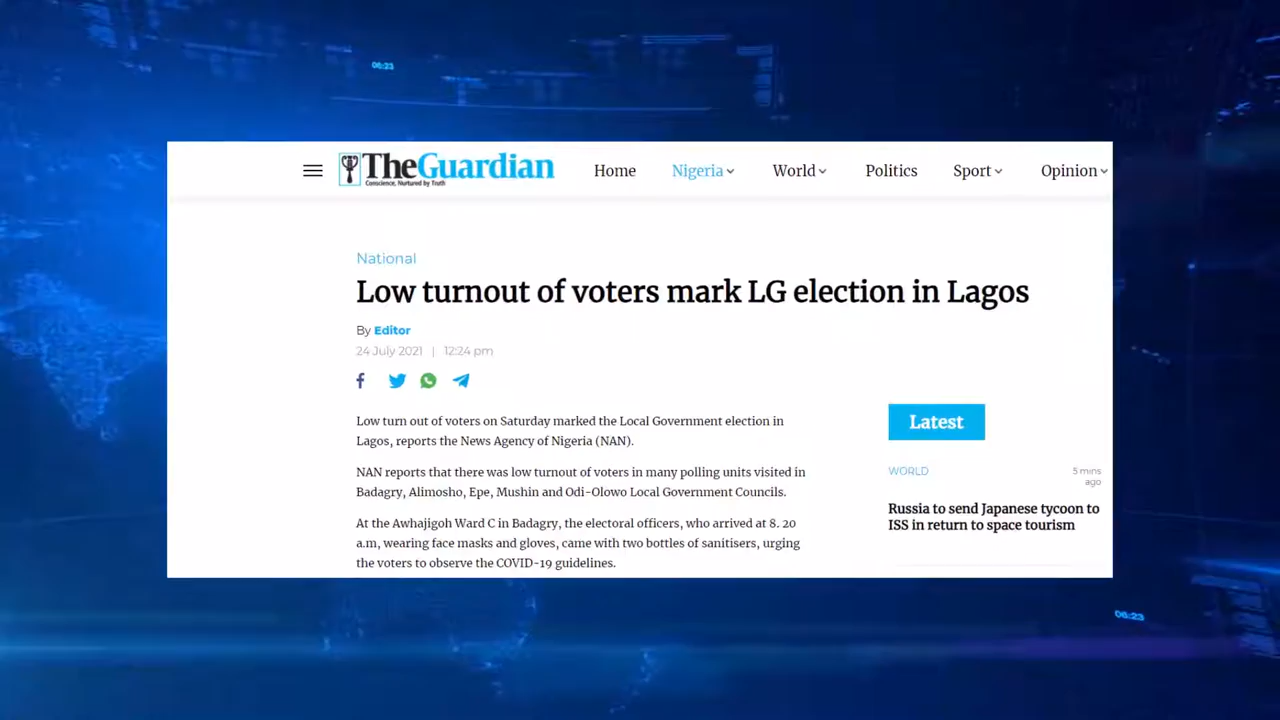 06:23
TheGuardian
Conscience, Nurtured by Truth
Home Nigeria World Politics Sport Opinion
National
Low turnout of voters mark LG election in Lagos
By Editor
24 July 2021 | 12:24 pm
Low turn out of voters on Saturday marked the Local Government election in
Lagos, reports the News Agency of Nigeria (NAN).
NAN reports that there was low turnout of voters in many polling units visited in
Badagry, Alimosho, Epe, Mushin and Odi-Olowo Local Government Councils.
At the Awhajigoh Ward C in Badagry, the electoral officers, who arrived at 8. 20
a.m, wearing face masks and gloves, came with two bottles of sanitisers, urging
the voters to observe the COVID-19 guidelines.
Latest
WORLD
5 mins
ago
Russia to send Japanese tycoon to
ISS in return to space tourism
06:23